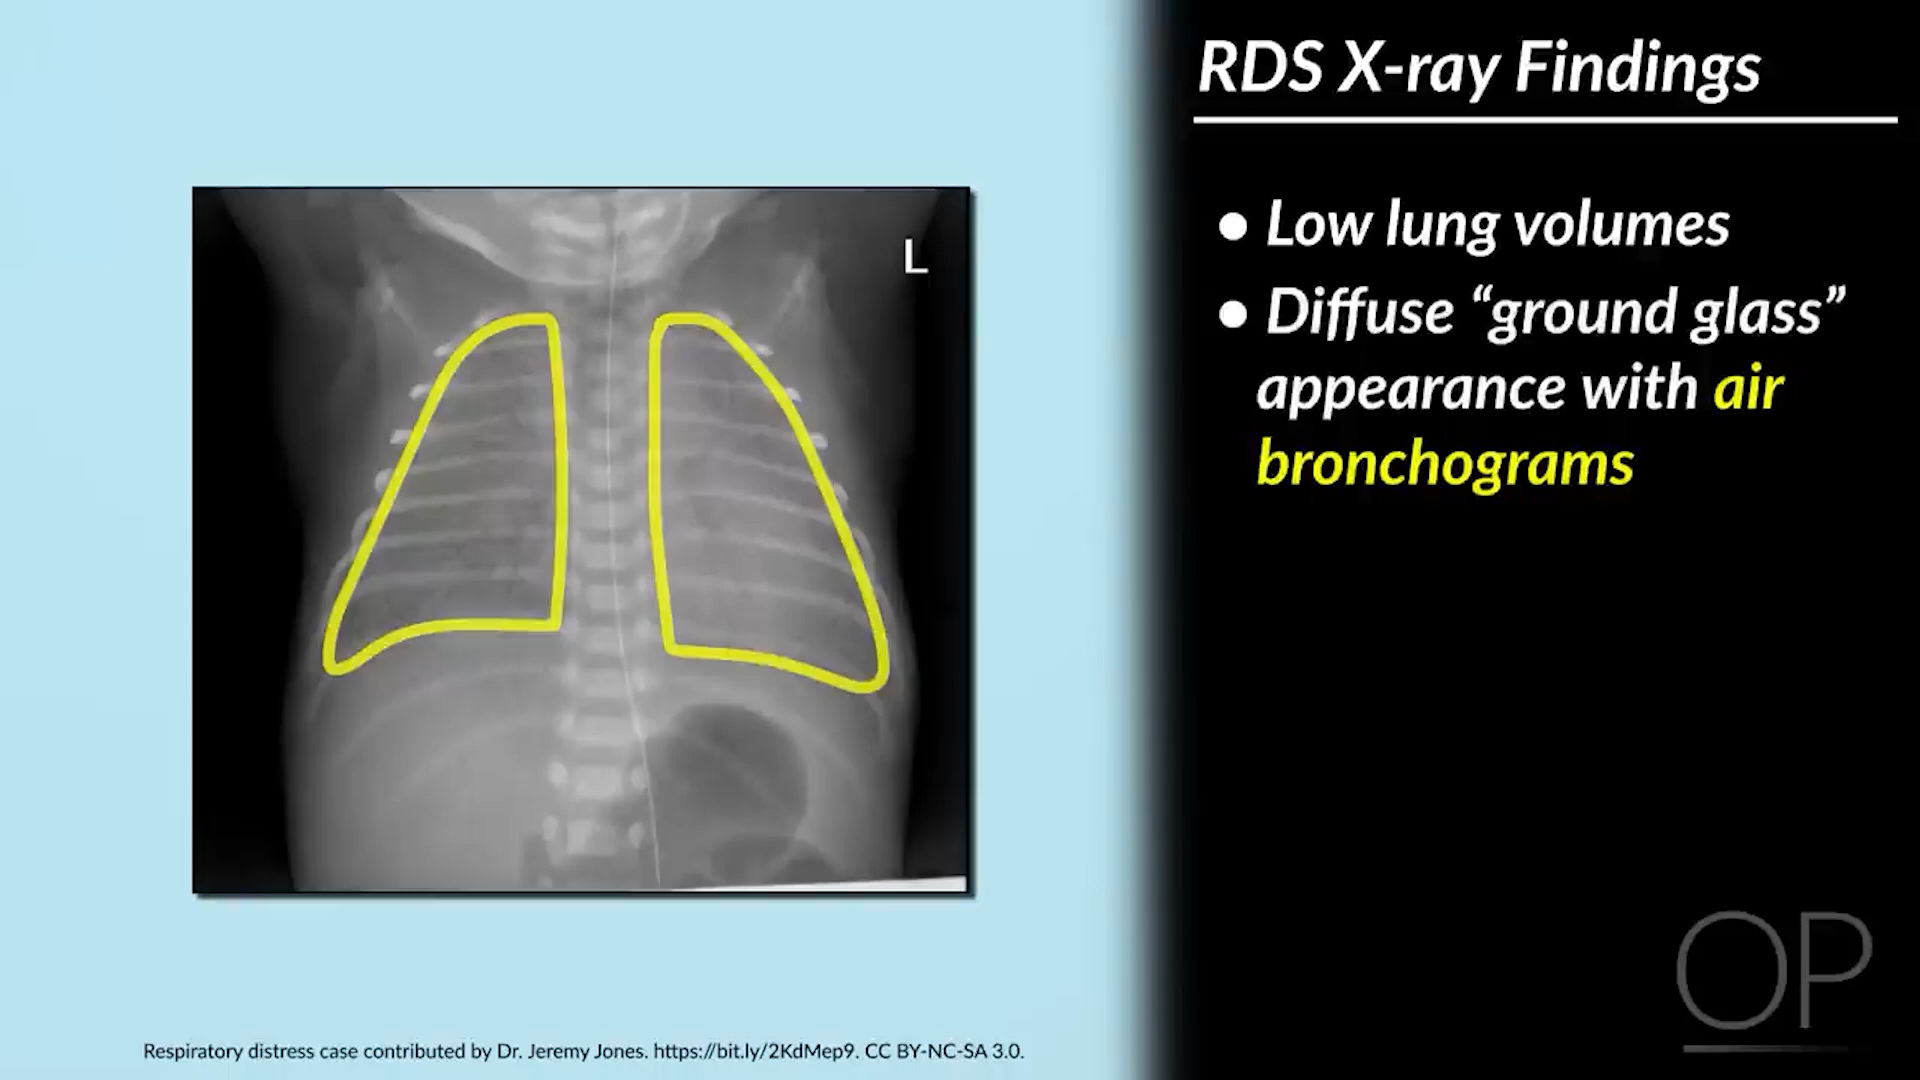 RDS X-ray Findings
L
● Low lung volumes
● Diffuse “ground glass”
appearance with air
bronchograms
OP
Respiratory distress case contributed by Dr. Jeremy Jones. https://bit.ly/2KdMep9. CC BY-NC-SA 3.0.